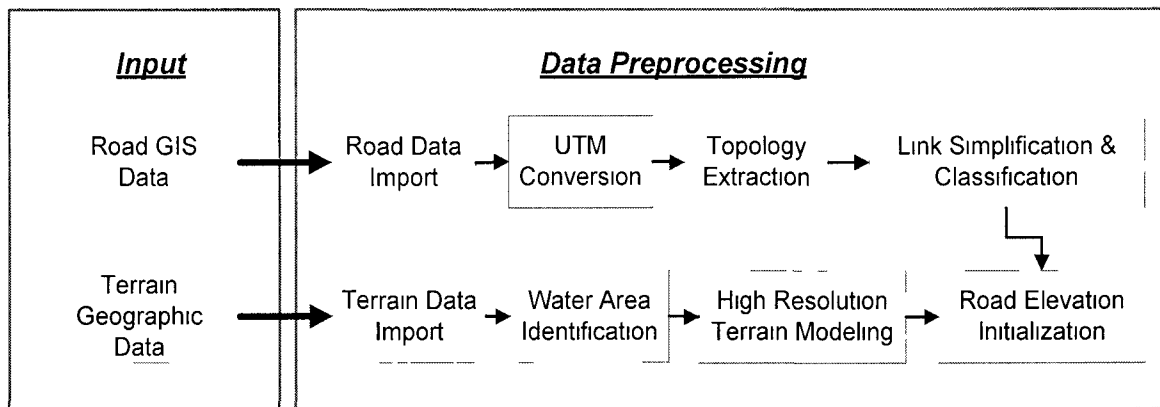 Input
Data Preprocessing
Road GIS
Data
Road Data
Import
UTM
Conversion
Topology
Extraction
Link Simplification &
Classification
Terrain
Geographic
Data
Terrain Data
Import
Water Area
Identification
High Resolution
Terrain Modeling
Road Elevation
Initialization